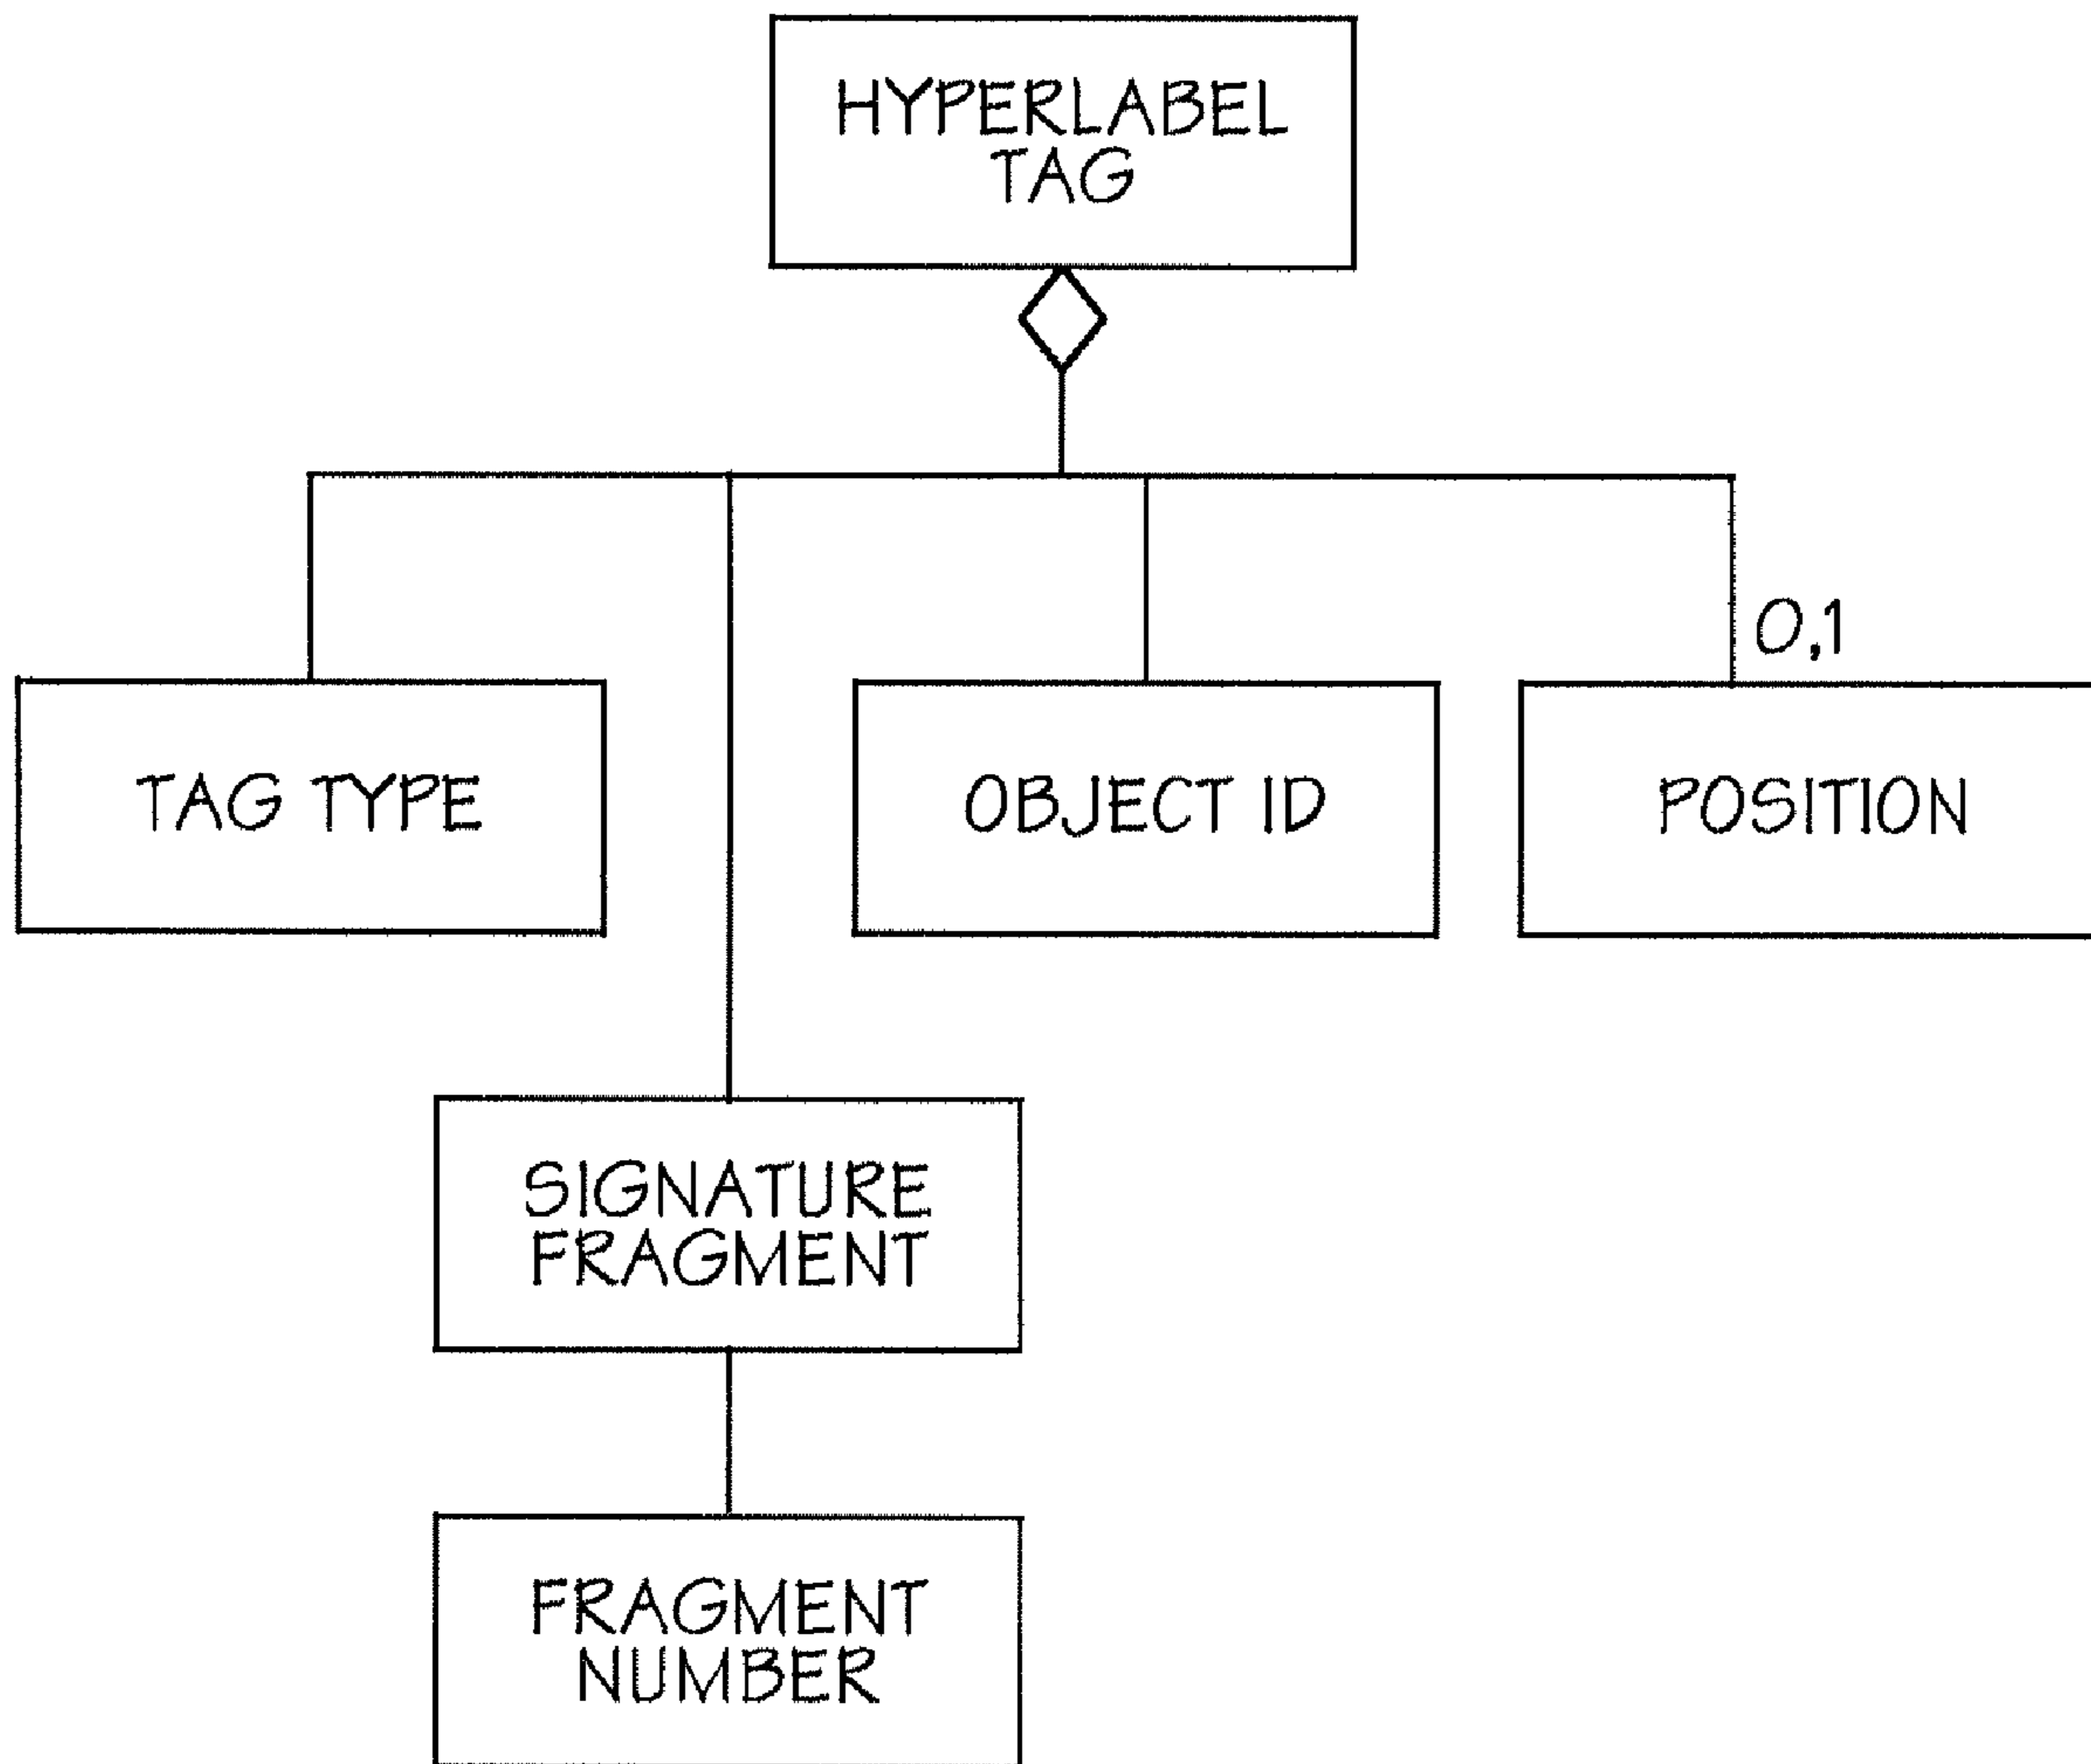 HYPERLABEL
TAG
0,1
TAG TYPE
OBJECT ID
POSITION
SIGNATURE
FRAGMENT
FRAGMENT
NUMBER